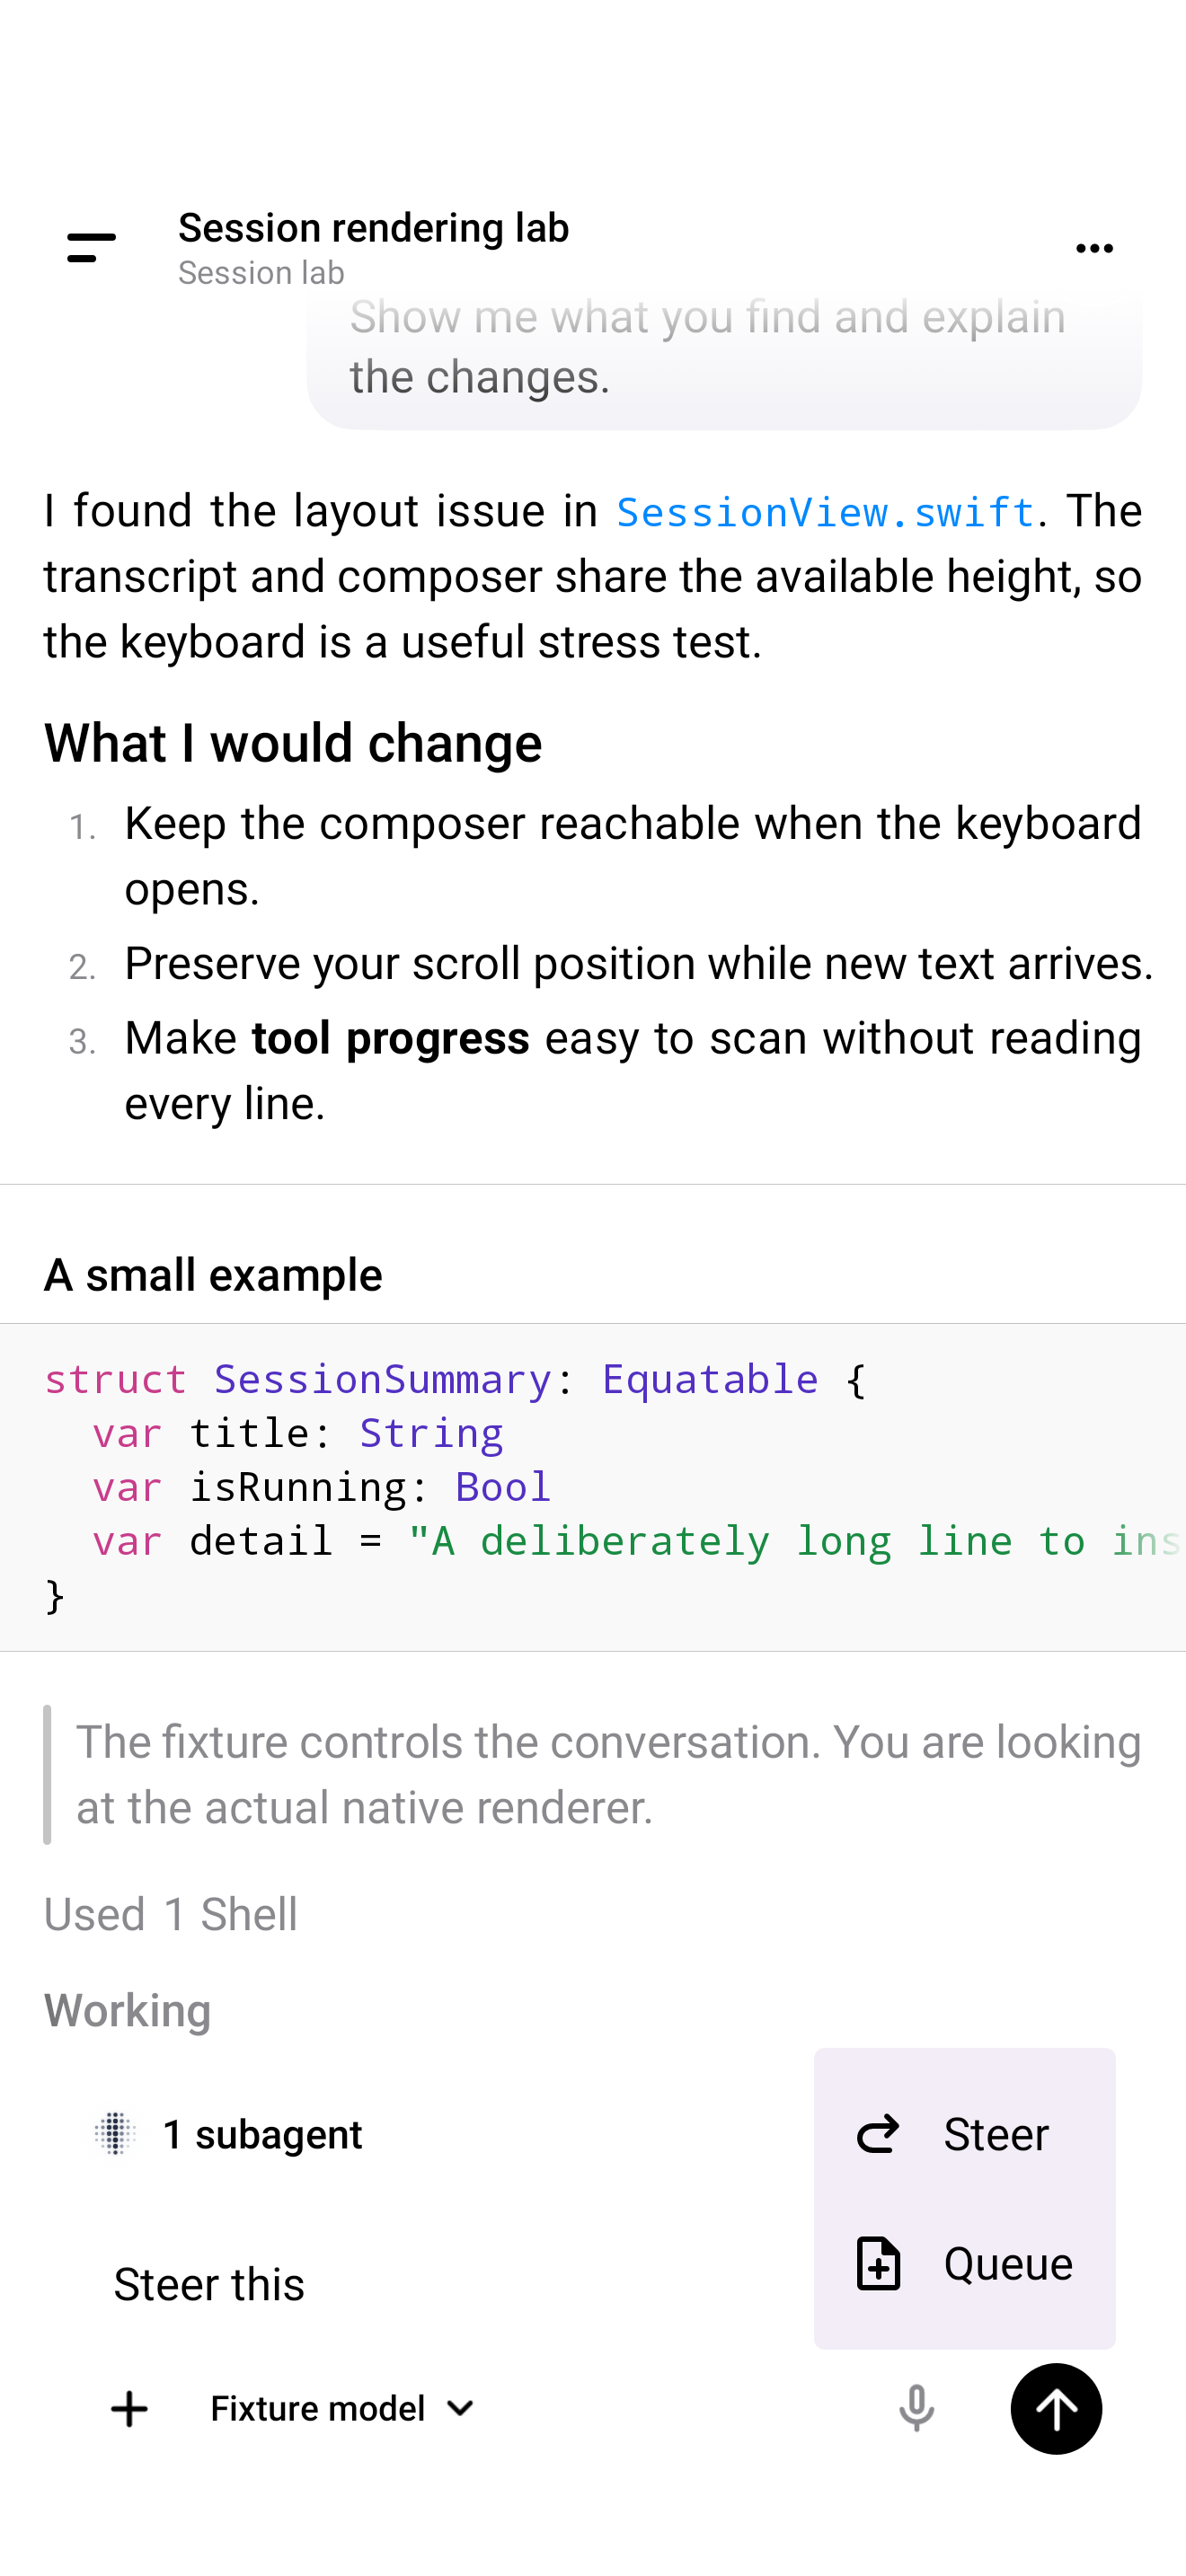 Session rendering lab
Session lab
Show me what you find and explain
the changes.
I found the layout issue in SessionView.swift. The
transcript and composer share the available height, so
the keyboard is a useful stress test.
What I would change
1. Keep the composer reachable when the keyboard
opens.
2. Preserve your scroll position while new text arrives.
3. Make tool progress easy to scan without reading
every line.
A small example
struct SessionSummary: Equatable {
  var title: String
  var isRunning: Bool
  var detail = "A deliberately long line to ins
}
The fixture controls the conversation. You are looking
at the actual native renderer.
Used 1 Shell
Working
1 subagent
Steer
Queue
Steer this
Fixture model